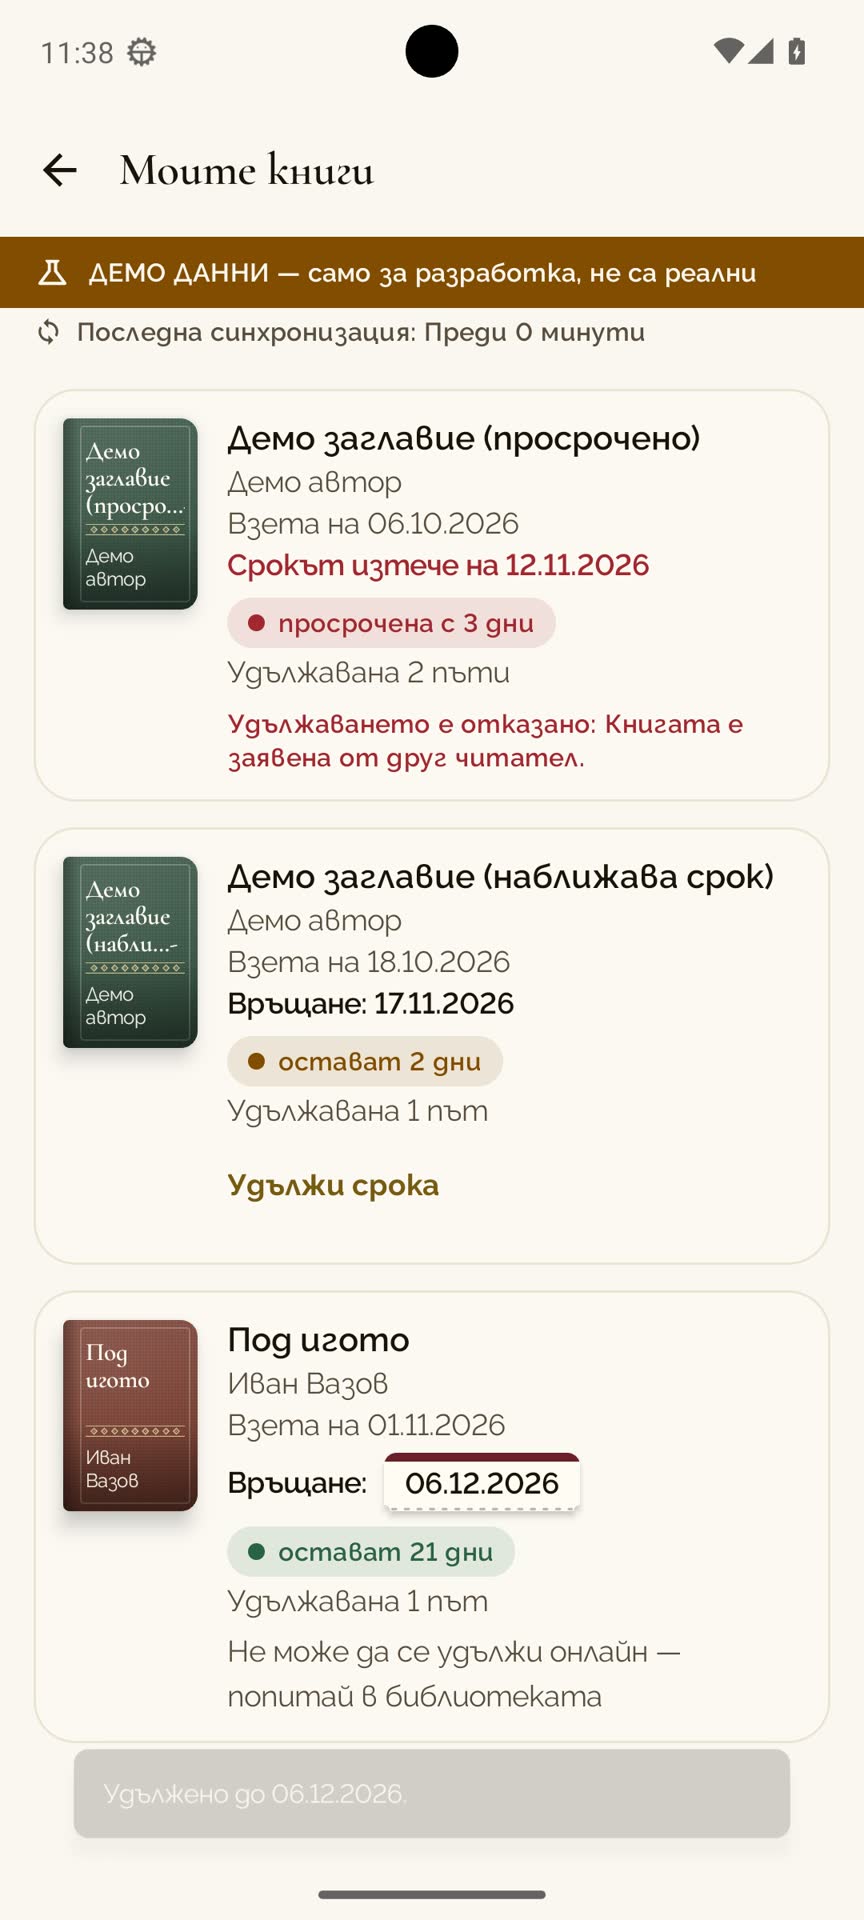 11:38
Моите книги
ДЕМО ДАННИ — само за разработка, не са реални
Последна синхронизация: Преди 0 минути
Демо
заглавие
(просро...
Демо
автор
Демо заглавие (просрочено)
Демо автор
Взета на 06.10.2026
Срокът изтече на 12.11.2026
просрочена с 3 дни
Удължавана 2 пъти
Удължаването е отказано: Книгата е
заявена от друг читател.
Демо
заглавие
(набли...-
Демо
автор
Демо заглавие (наближава срок)
Демо автор
Взета на 18.10.2026
Връщане: 17.11.2026
остават 2 дни
Удължавана 1 път
Удължи срока
Под
игото
Иван
Вазов
Под игото
Иван Вазов
Взета на 01.11.2026
Връщане: 06.12.2026
остават 21 дни
Удължавана 1 път
Не може да се удължи онлайн —
попитай в библиотеката
Удължено до 06.12.2026.